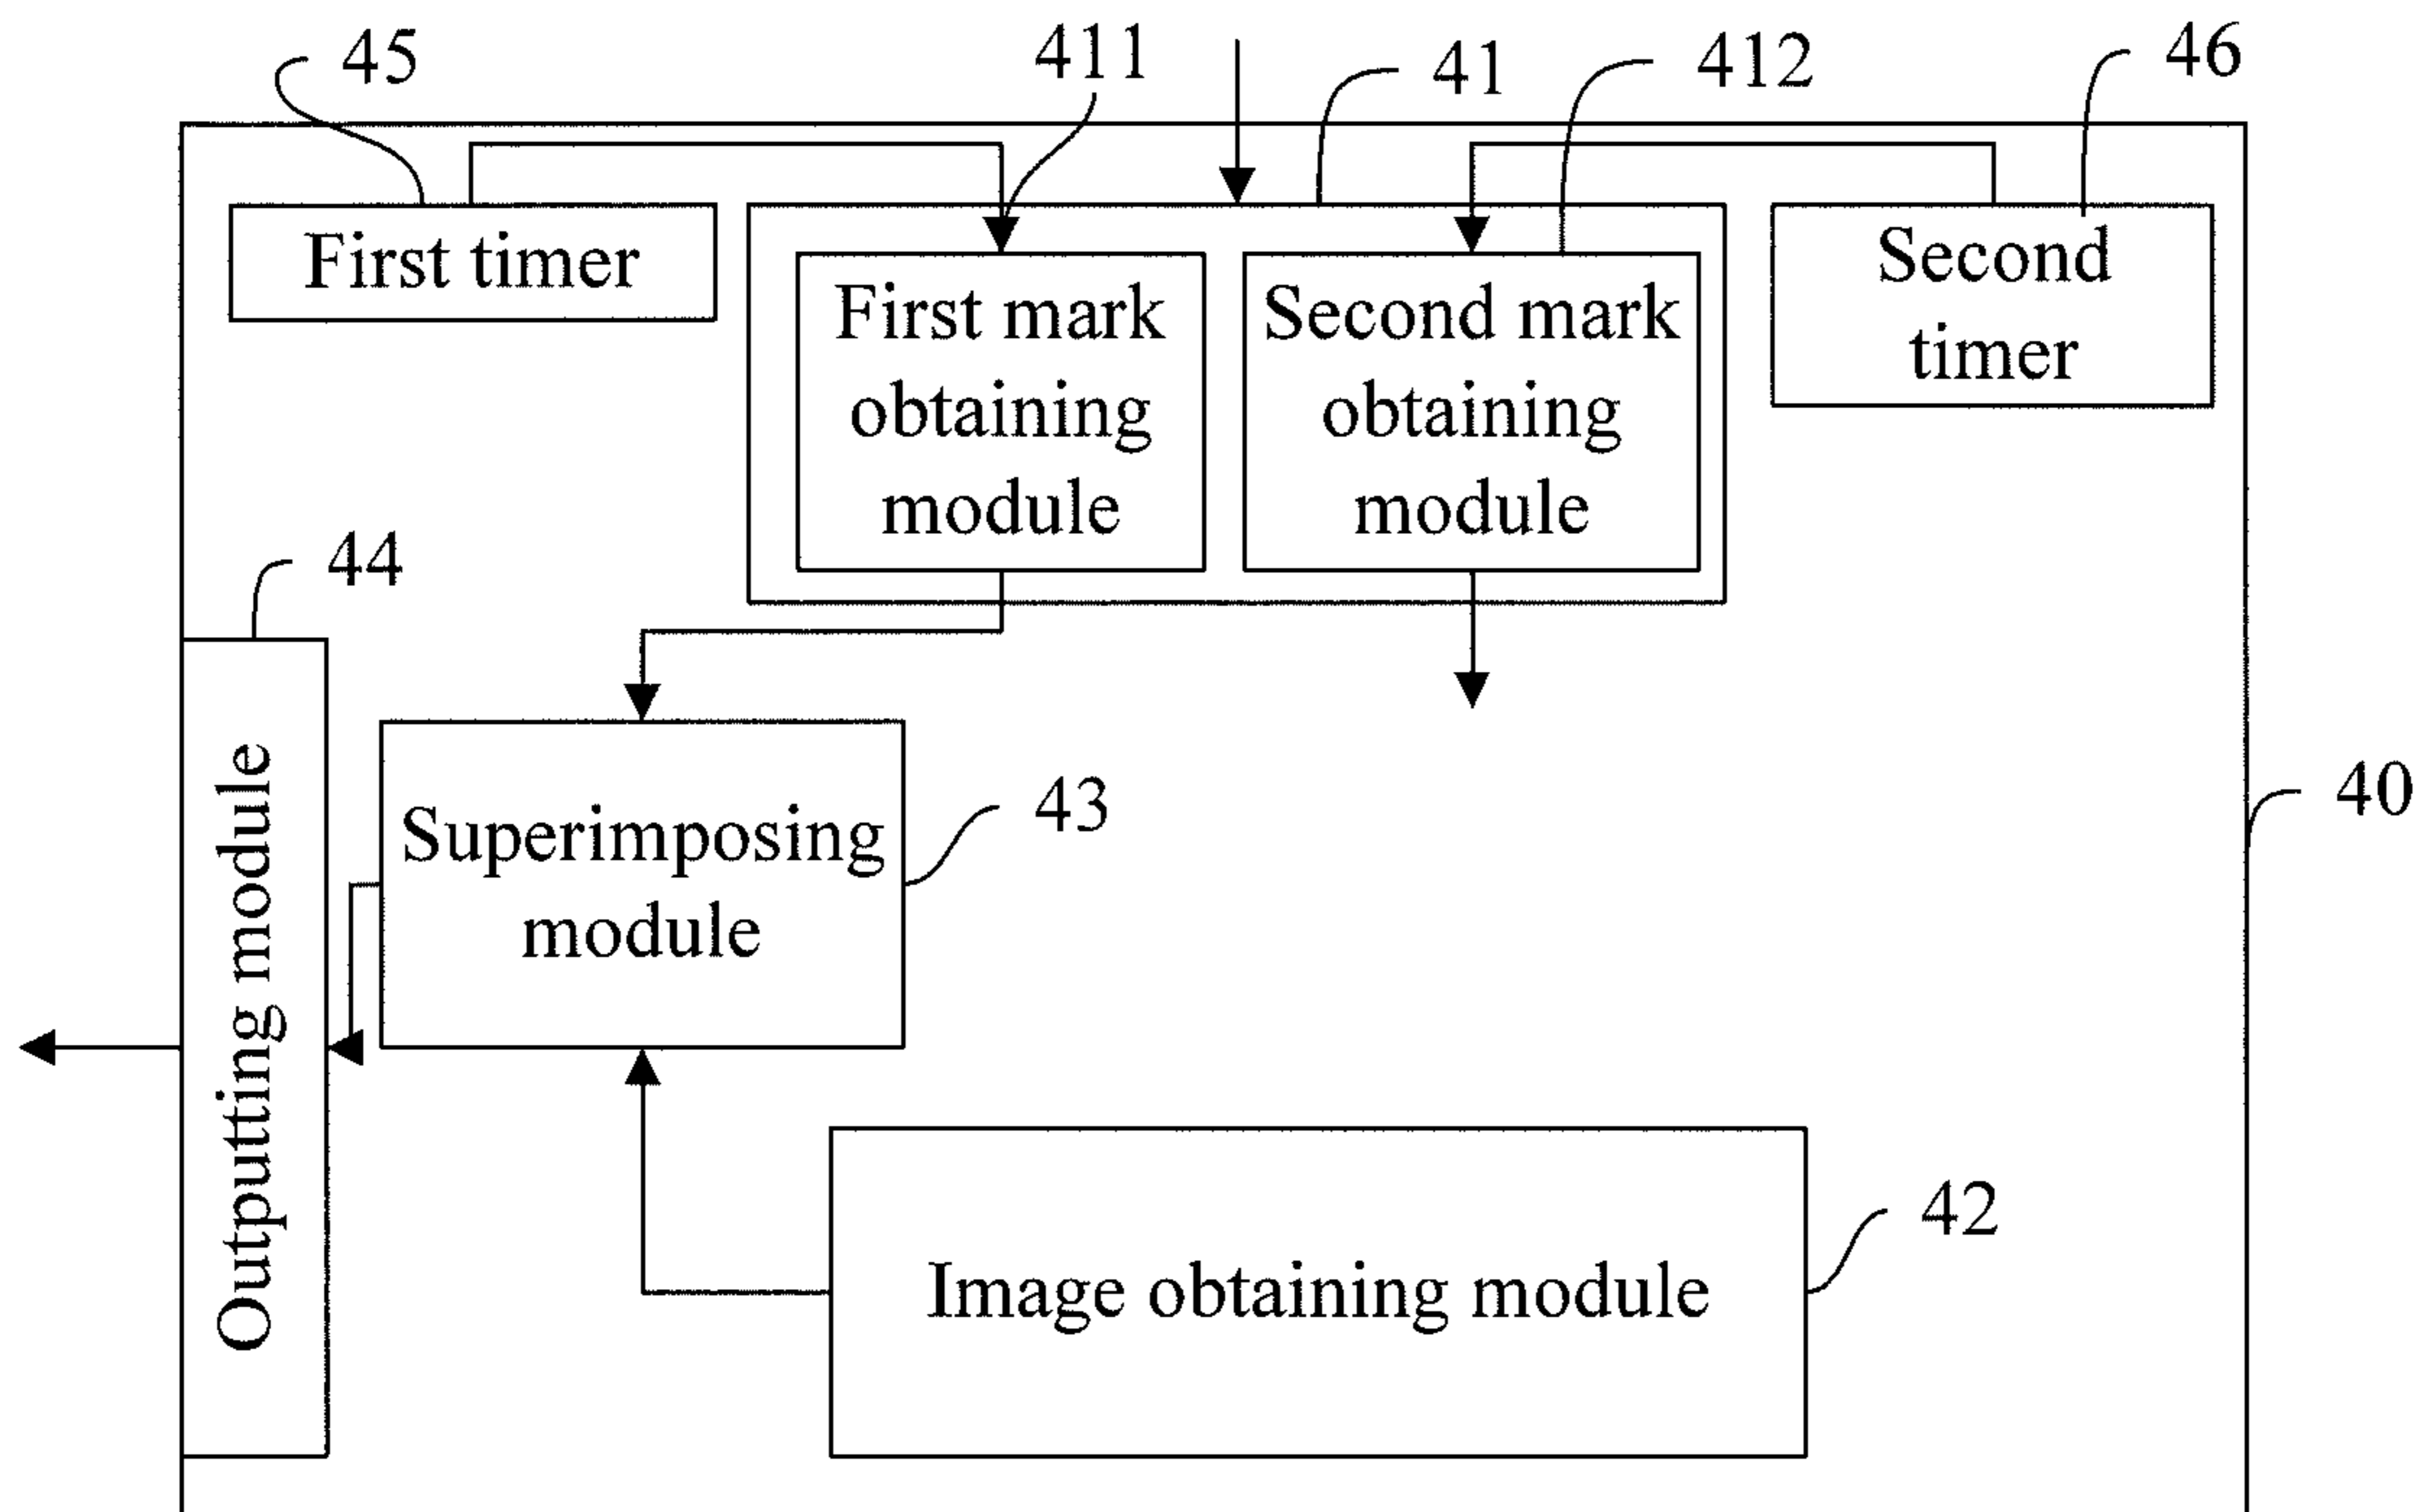 45
411
41
412
46
First timer
First mark
obtaining
module
Second mark
obtaining
module
Second
timer
44
Outputting module
Superimposing
module
43
40
42
Image obtaining module